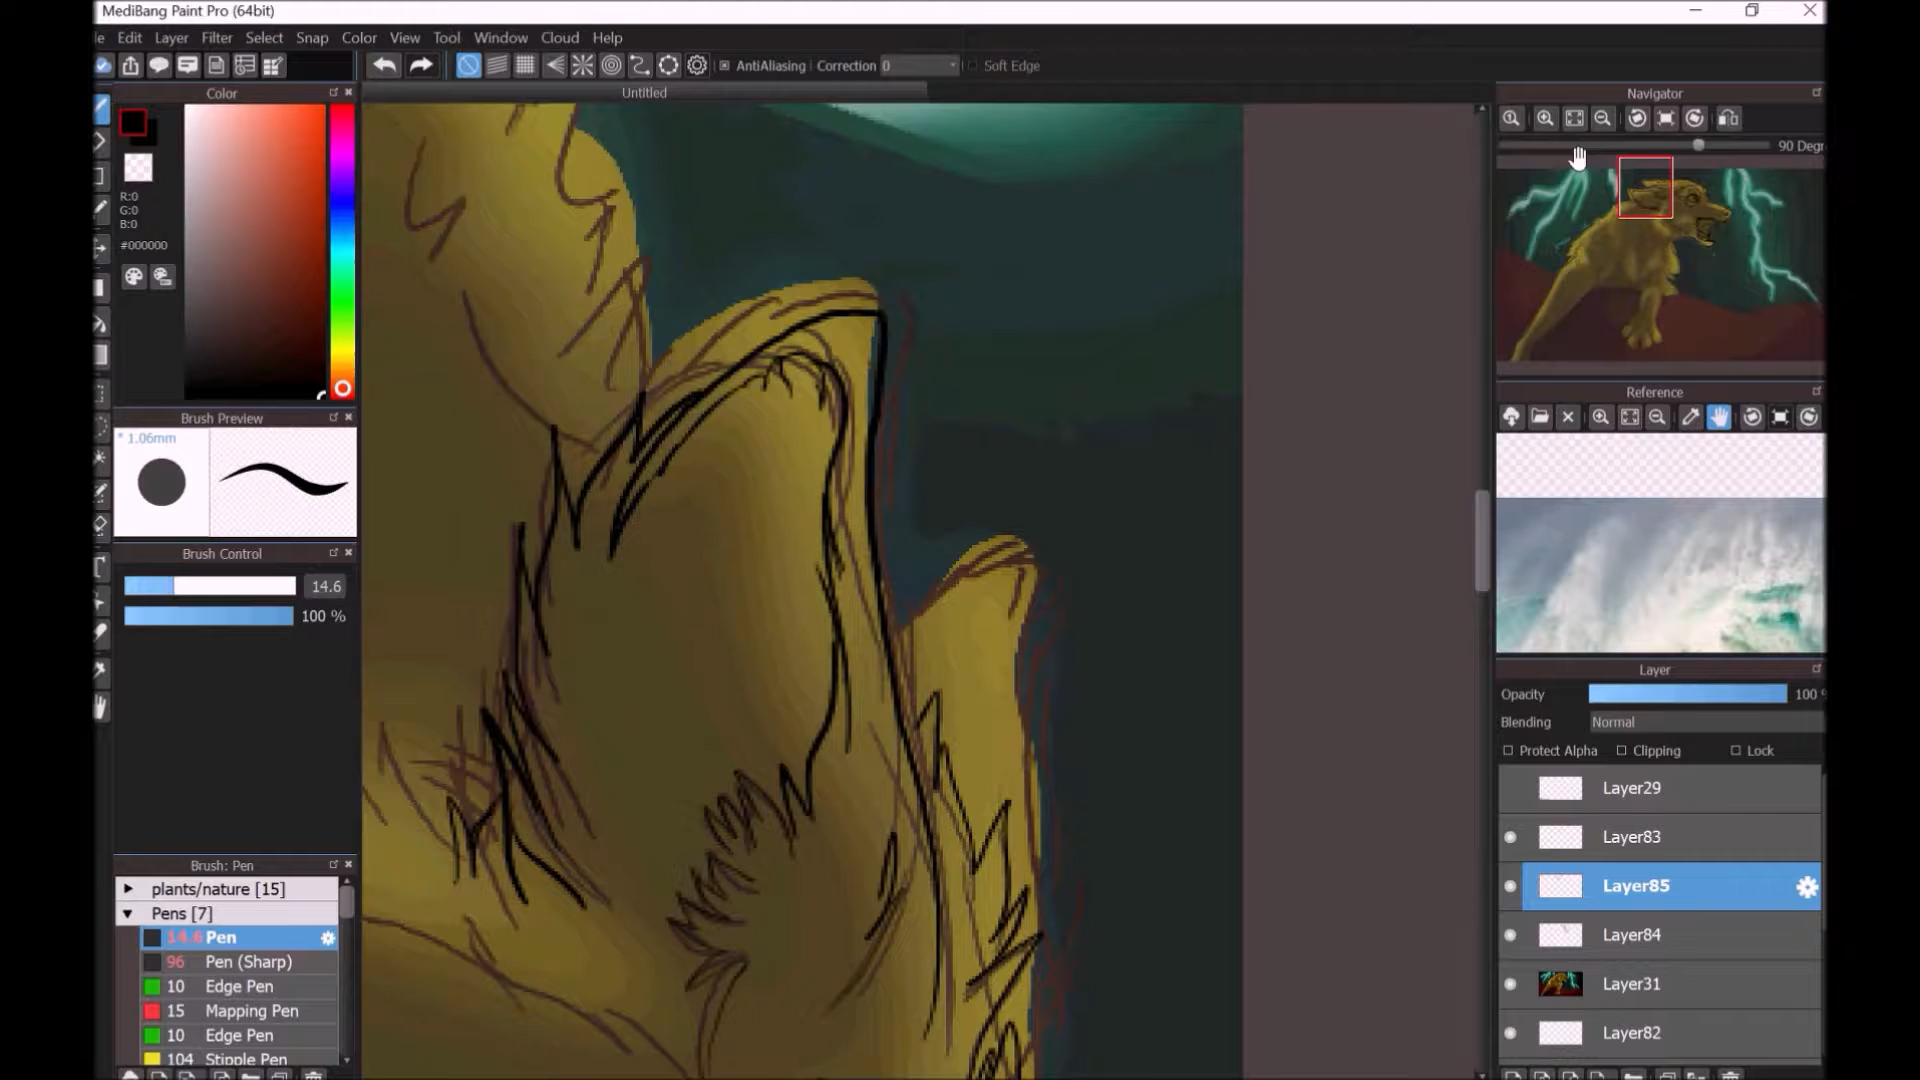 MediBang Paint Pro (64bit)
le Edit Layer Filter Select Snap Color View Tool Window Cloud Help
AntiAliasing Correction 0 Soft Edge
Color
Untitled
Navigator
90 Degr
R:0
G:0
B:0
#000000
Reference
Brush Preview
* 1.06mm
Brush Control
14.6
100 %
Layer
Opacity 100 %
Blending Normal
Protect Alpha Clipping Lock
Layer29
Layer83
Layer85
Layer84
Layer31
Layer82
Brush: Pen
plants/nature [15]
Pens [7]
14.6 Pen
96 Pen (Sharp)
10 Edge Pen
15 Mapping Pen
10 Edge Pen
104 Stipple Pen